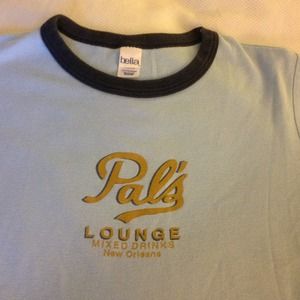 bella
Pal's
LOUNGE
MIXED DRINKS
New Orleans